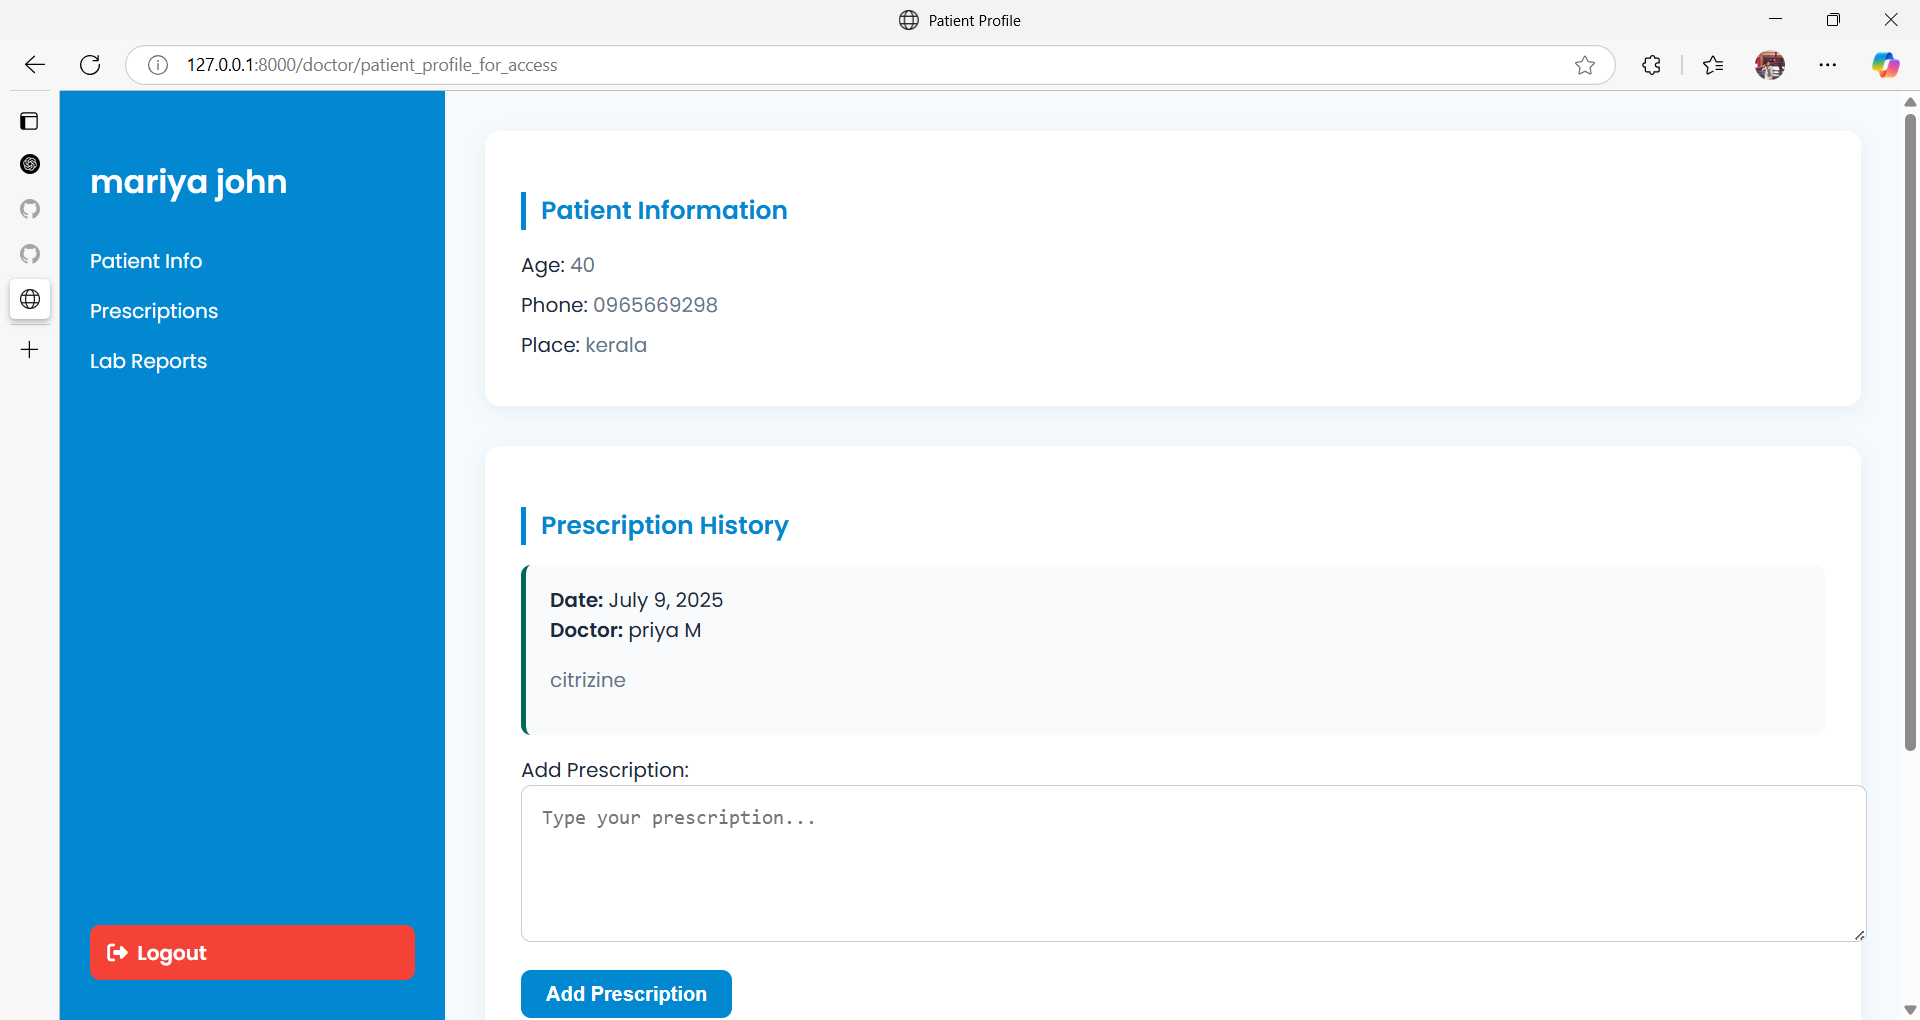 Patient Profile
127.0.0.1:8000/doctor/patient_profile_for_access
mariya john
Patient Info
Prescriptions
Lab Reports
Logout
Patient Information
Age: 40
Phone: 0965669298
Place: kerala
Prescription History
Date: July 9, 2025
Doctor: priya M
citrizine
Add Prescription:
Type your prescription...
Add Prescription